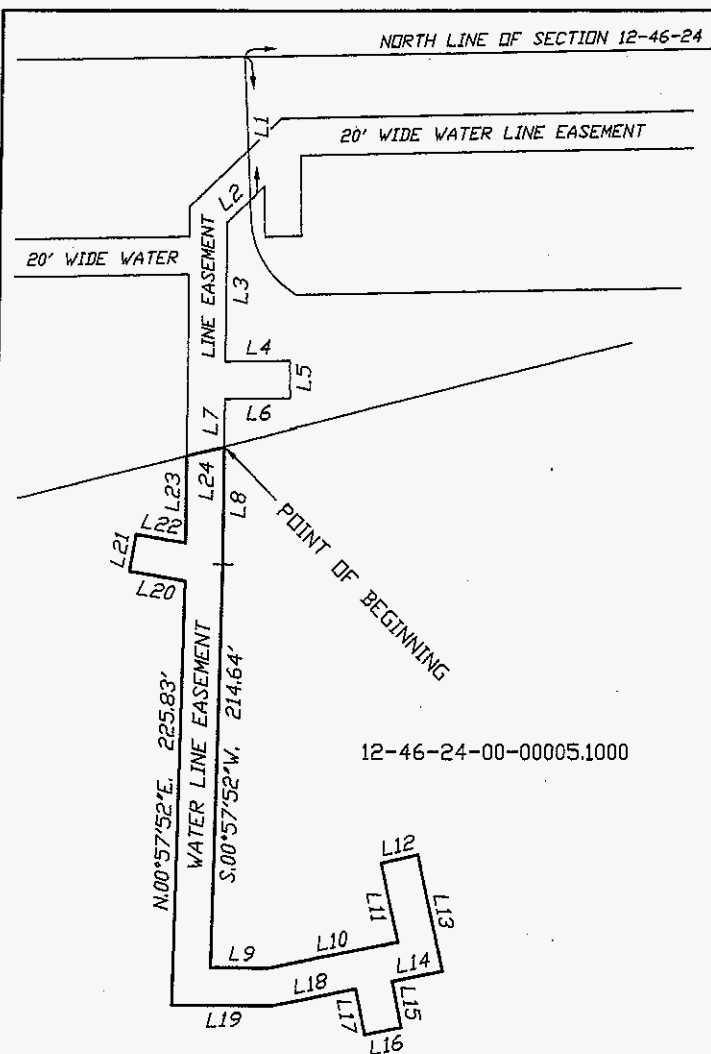 NORTH LINE OF SECTION 12-46-24
L1
20' WIDE WATER LINE EASEMENT
L2
20' WIDE WATER
LINE EASEMENT
L3
L4
L5
L6
L7
L24
L23
L8
L22
L21
L20
POINT OF BEGINNING
N.00°57'52"E. 225.83'
WATER LINE EASEMENT
S.00°57'52"W. 214.64'
12-46-24-00-00005.1000
L12
L11
L13
L10
L9
L14
L18
L15
L17
L19
L16